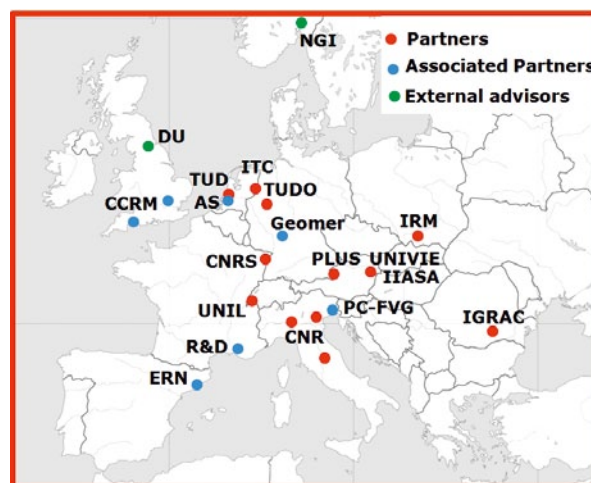 NGI
Partners
Associated Partners
External advisors
DU
ITC
TUD
TUDO
AS
CCRM
Geomer
IRM
CNRS
PLUS UNIVIE
IIASA
UNIL
PC-FVG
IGRAC
CNR
R&D
ERN